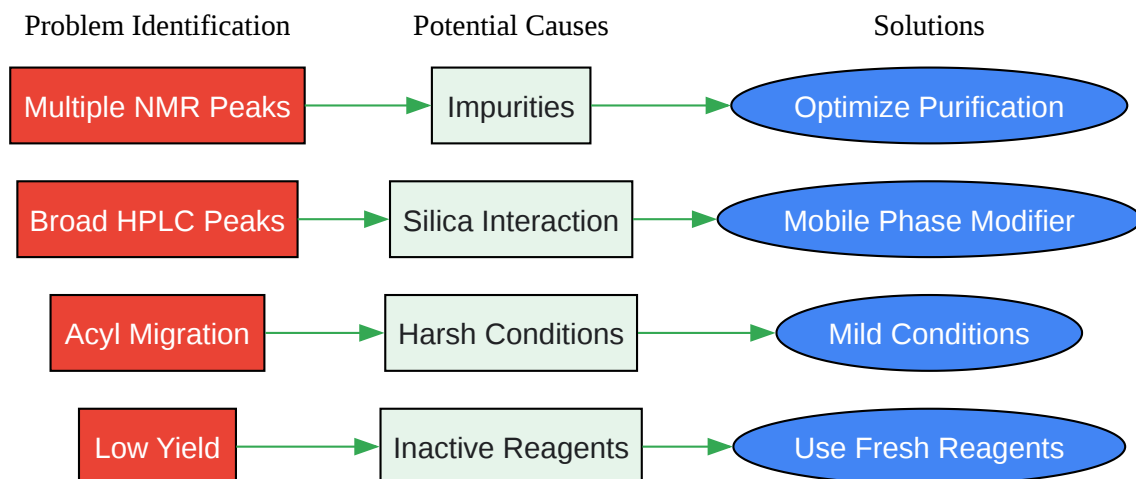 Problem Identification
Potential Causes
Solutions
Multiple NMR Peaks
Impurities
Optimize Purification
Broad HPLC Peaks
Silica Interaction
Mobile Phase Modifier
Acyl Migration
Harsh Conditions
Mild Conditions
Low Yield
Inactive Reagents
Use Fresh Reagents